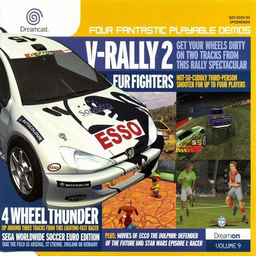 Dreamcast.
FOUR FANTASTIC PLAYABLE DEMOS
V-RALLY 2
FUR FIGHTERS
GET YOUR WHEELS DIRTY
ON TWO TRACKS FROM
THIS RALLY SPECTACULAR
NOT-SO-CUDDLY THIRD-PERSON
SHOOTER FOR UP TO FOUR PLAYERS
ESSO
MICHELIN
4 WHEEL THUNDER
ZIP AROUND THREE TRACKS FROM THIS LIGHTNING-FAST RACER
SEGA WORLDWIDE SOCCER EURO EDITION
TAKE THE FIELD AS ARSENAL, ST ETIENNE, ENGLAND OR GERMANY
PLUS: MOVIES OF ECCO THE DOLPHIN: DEFENDER
OF THE FUTURE AND STAR WARS EPISODE I: RACER
Dreamon
VOLUME 9